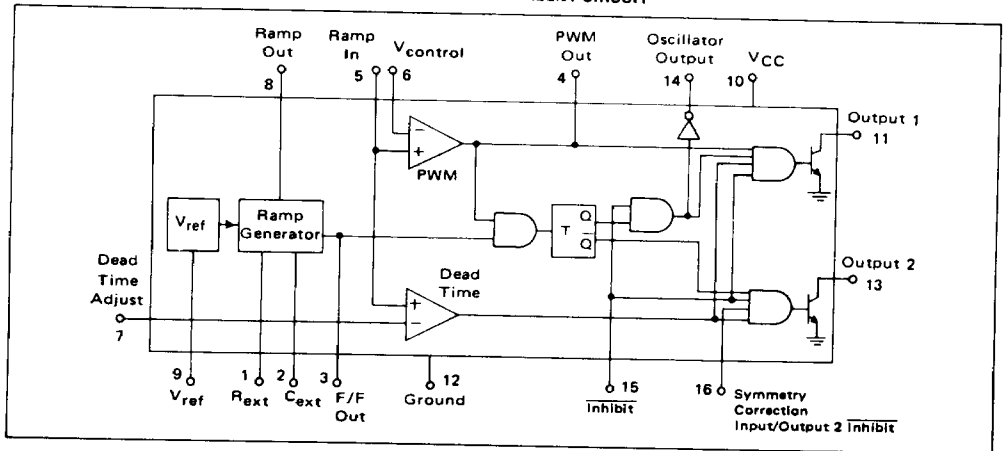 Ramp
Out
8
Ramp
In
5
Vcontrol
6
PWM
Out
4
Oscillator
Output
14
VCC
10
Output 1
11
−
+
PWM
Vref
Ramp
Generator
T
Q
Q
Output 2
13
Dead
Time
Adjust
7
Dead
Time
+
−
9
Vref
1
Rext
2
Cext
3
F/F
Out
12
Ground
15
Inhibit
16
Symmetry
Correction
Input/Output 2 Inhibit